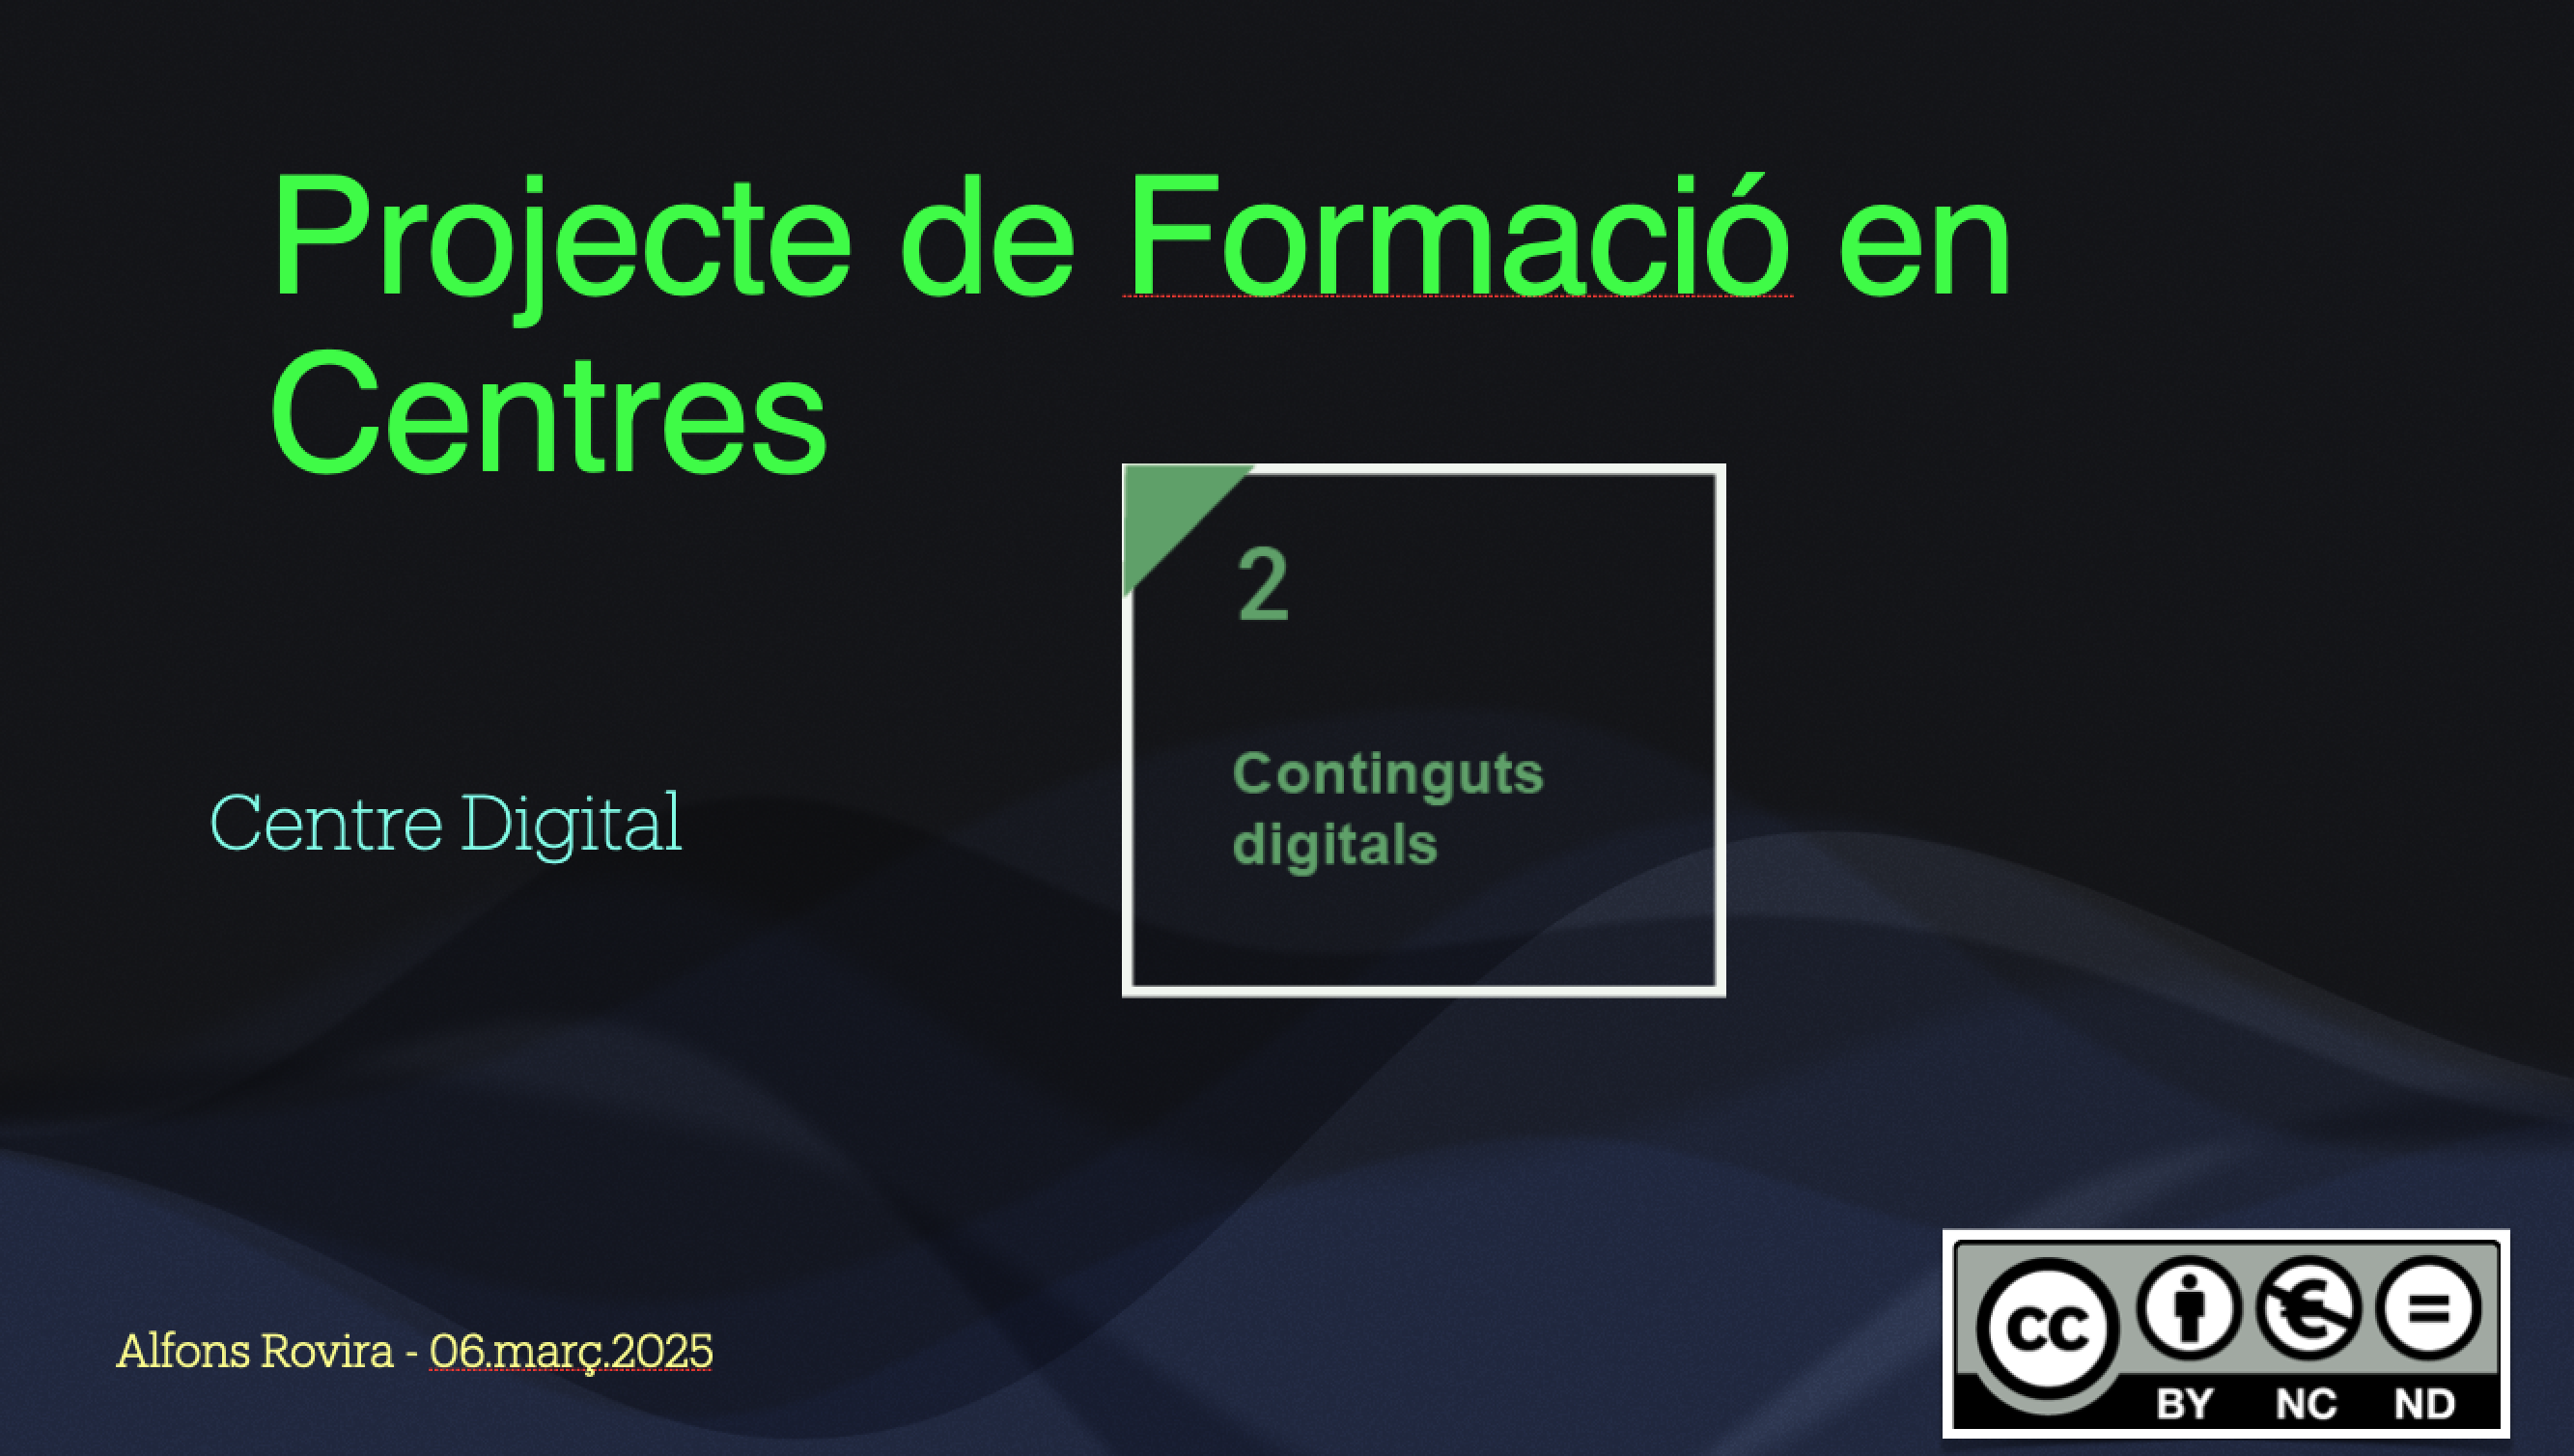 Projecte de Formació en
Centres
2
Continguts
digitals
Centre Digital
Alfons Rovira - 06.març.2025
cc
BY NC ND